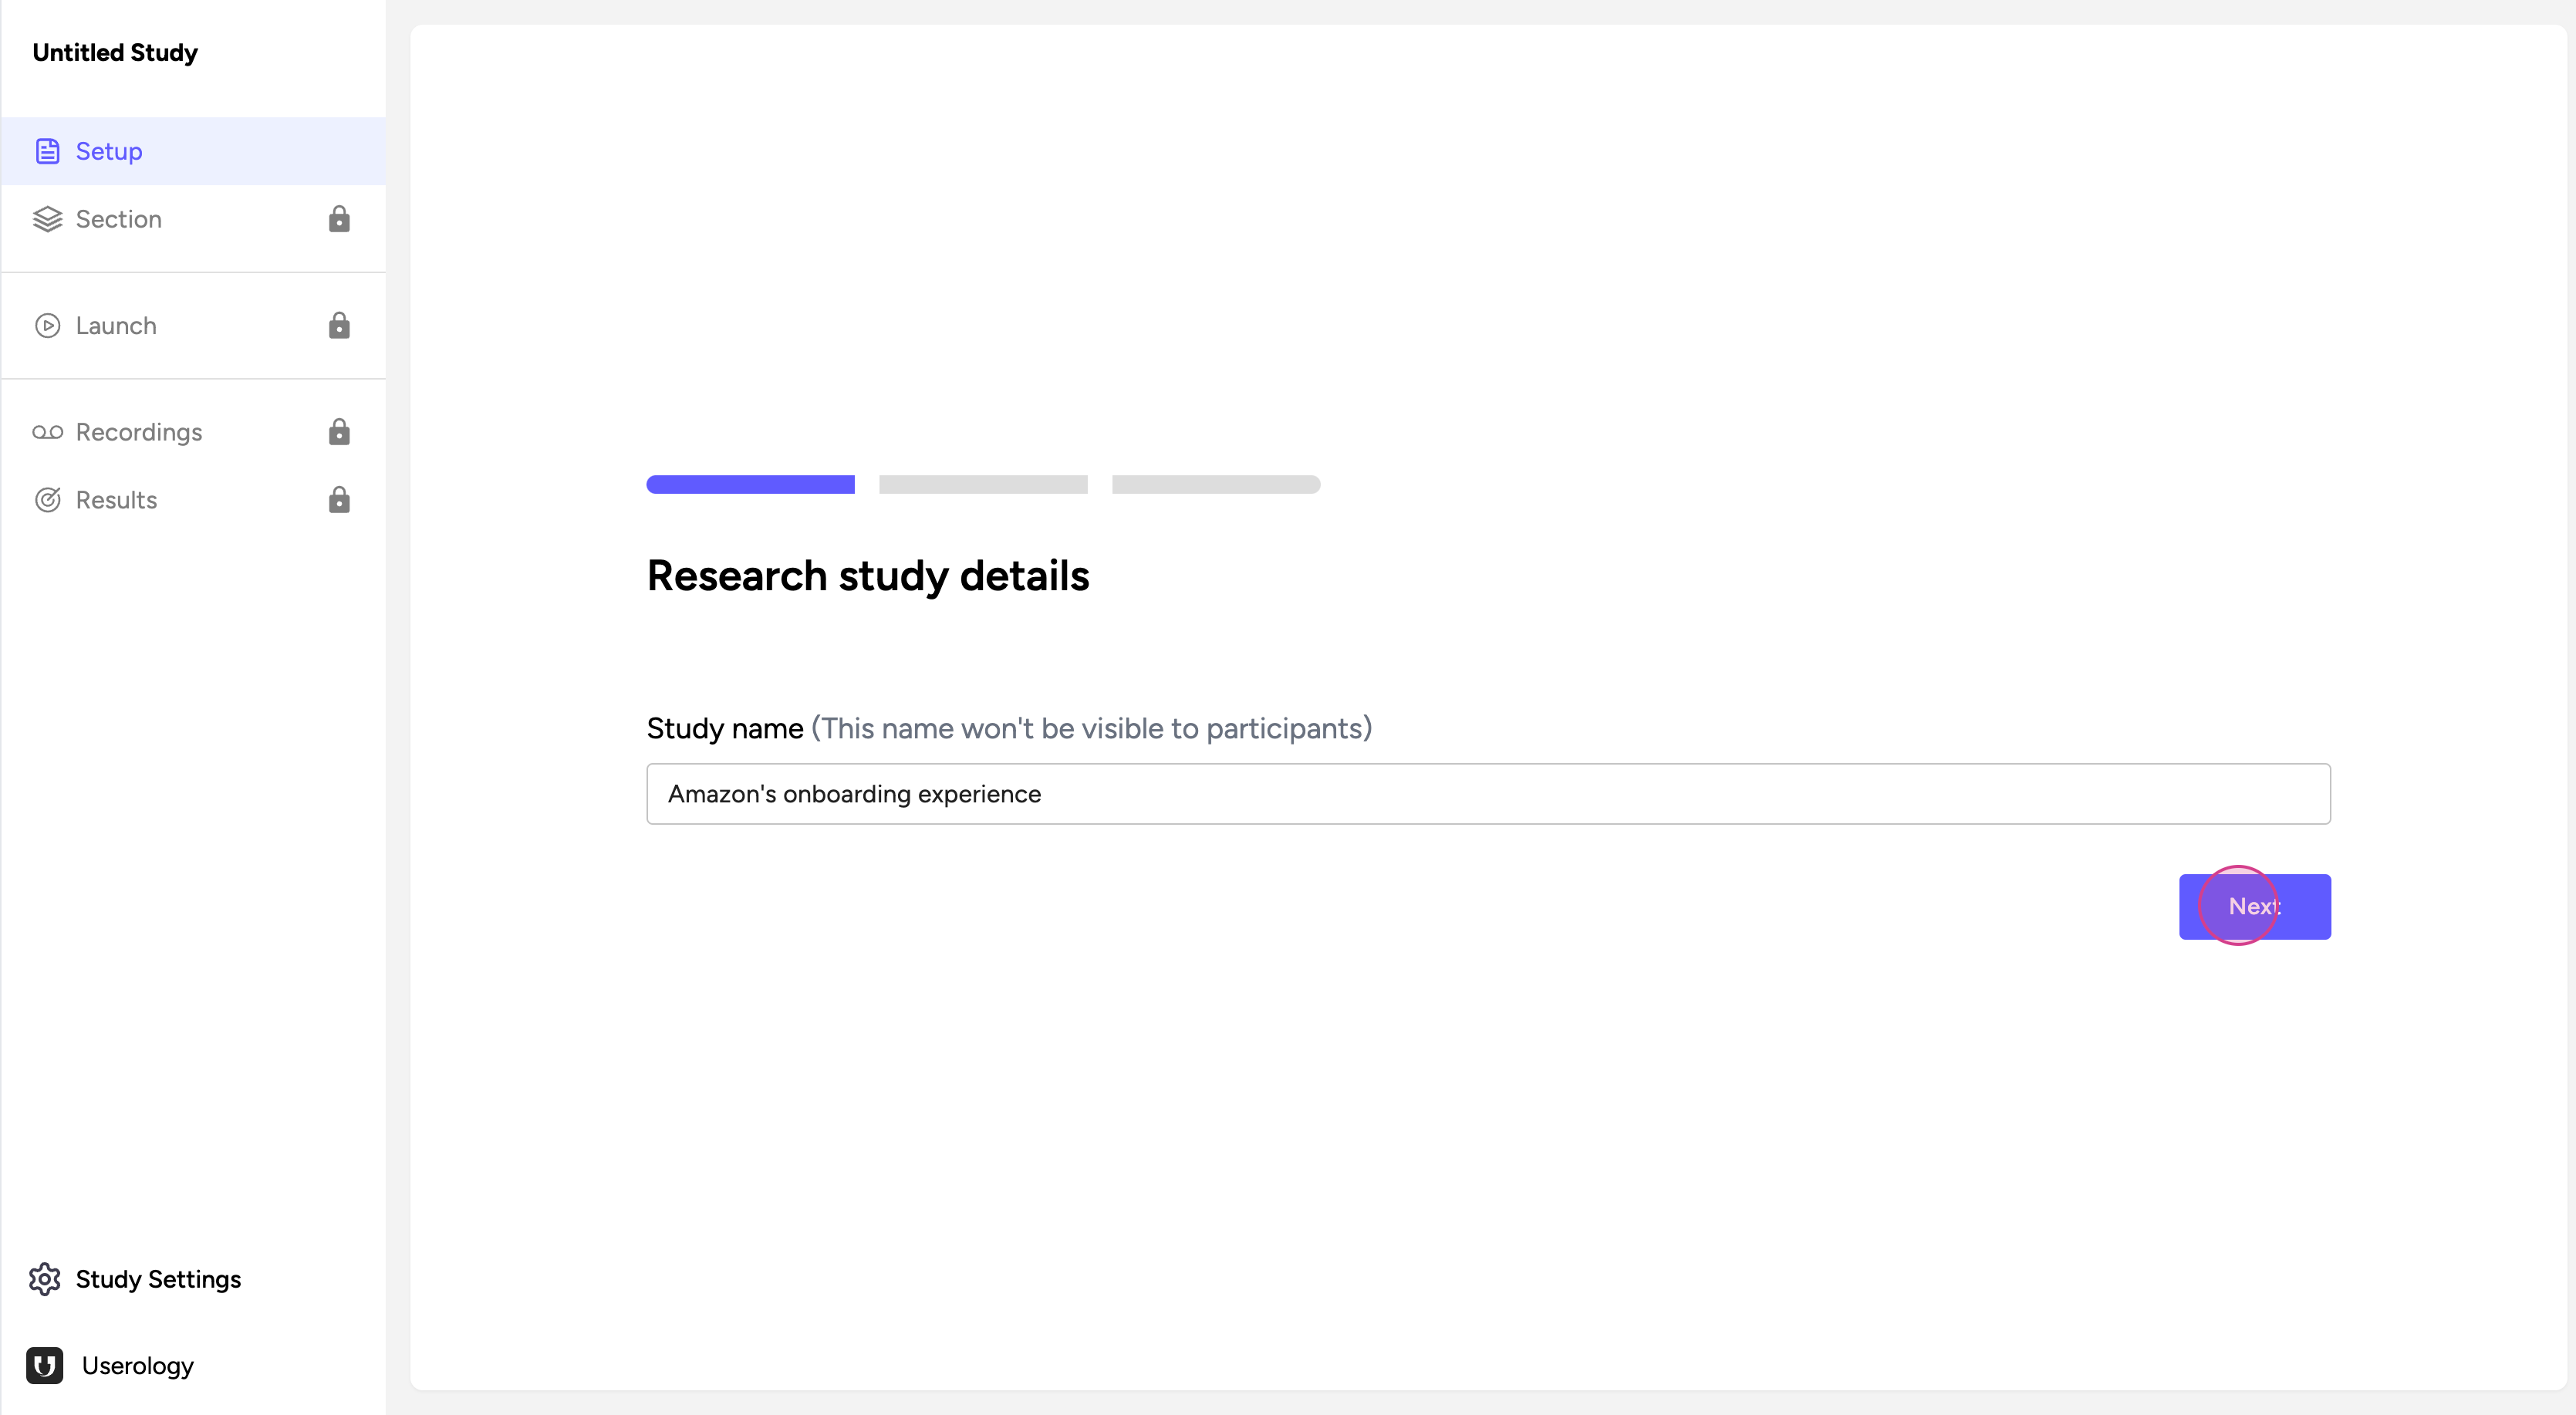 Untitled Study
Setup
Section
Launch
Recordings
Results
Study Settings
Userology
Research study details
Study name (This name won't be visible to participants)
Amazon's onboarding experience
Next